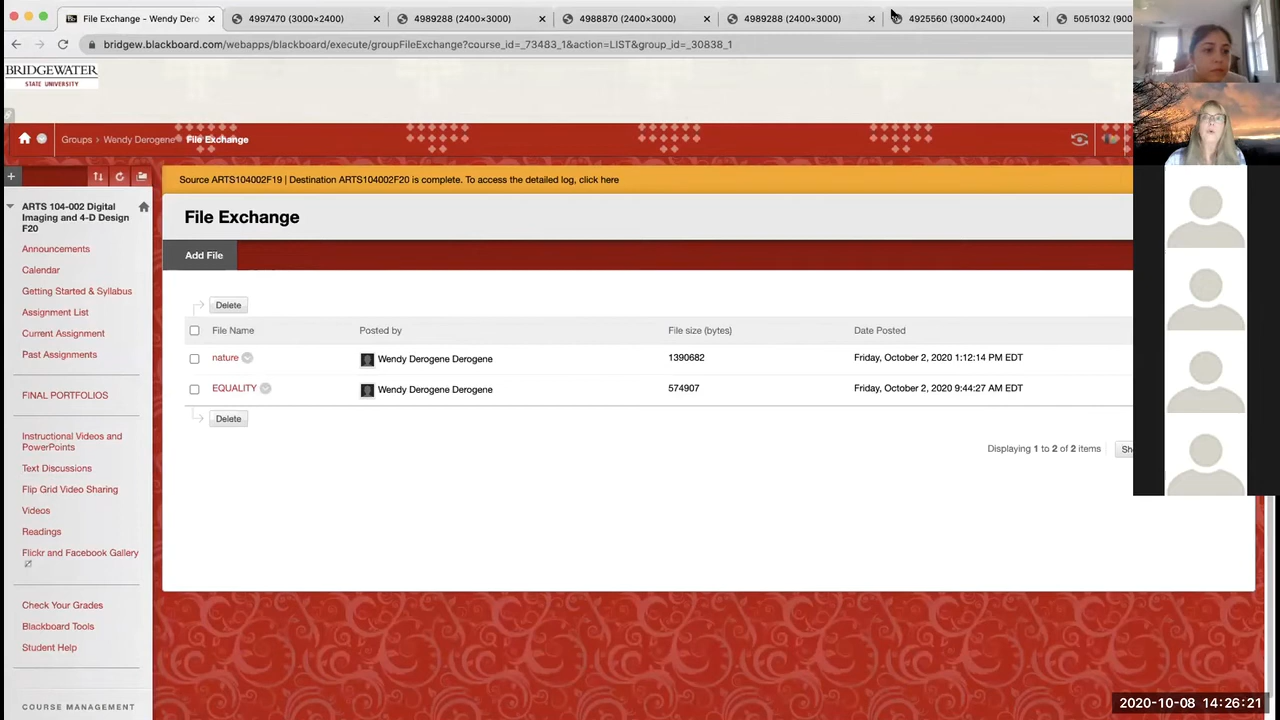 File Exchange - Wendy Dero
4997470 (3000×2400)
4989288 (2400×3000)
4988870 (2400×3000)
4989288 (2400×3000)
4925560 (3000×2400)
5051032 (900
bridgew.blackboard.com/webapps/blackboard/execute/groupFileExchange?course_id=_73483_1&action=LIST&group_id=_30838_1
BRIDGEWATER
STATE UNIVERSITY
Groups > Wendy Derogene > File Exchange
Source ARTS104002F19 | Destination ARTS104002F20 is complete. To access the detailed log, click here
ARTS 104-002 Digital
Imaging and 4-D Design
F20
Announcements
Calendar
Getting Started & Syllabus
Assignment List
Current Assignment
Past Assignments
FINAL PORTFOLIOS
Instructional Videos and
PowerPoints
Text Discussions
Flip Grid Video Sharing
Videos
Readings
Flickr and Facebook Gallery
Check Your Grades
Blackboard Tools
Student Help
COURSE MANAGEMENT
File Exchange
Add File
Delete
File Name Posted by File size (bytes) Date Posted
nature Wendy Derogene Derogene 1390682 Friday, October 2, 2020 1:12:14 PM EDT
EQUALITY Wendy Derogene Derogene 574907 Friday, October 2, 2020 9:44:27 AM EDT
Delete
Displaying 1 to 2 of 2 items Sh
2020-10-08 14:26:21